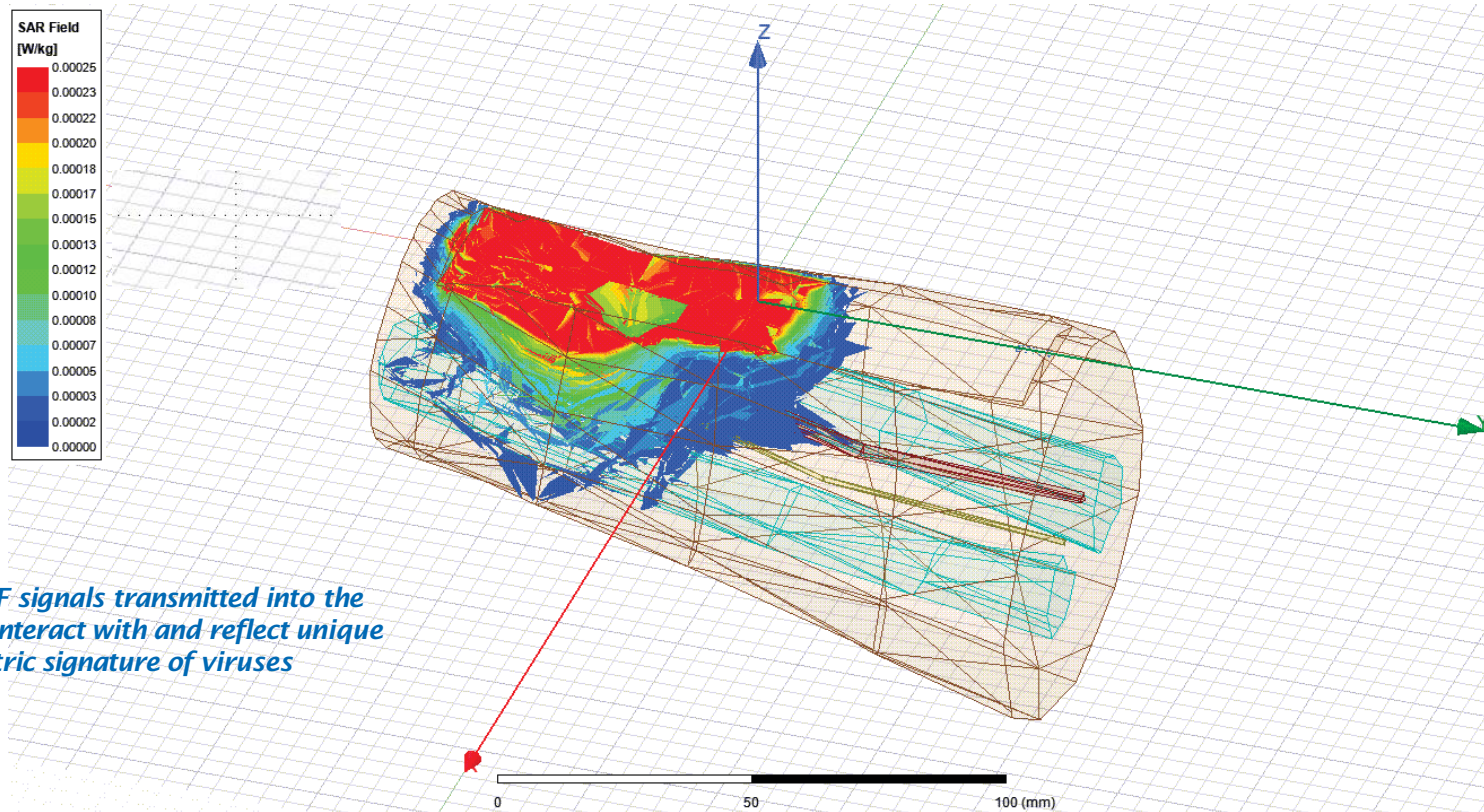 SAR Field
[W/kg]
0.00025
0.00023
0.00022
0.00020
0.00018
0.00017
0.00015
0.00013
0.00012
0.00010
0.00008
0.00007
0.00005
0.00003
0.00002
0.00000
Z
F signals transmitted into the
nteract with and reflect unique
tric signature of viruses
0 50 100 (mm)